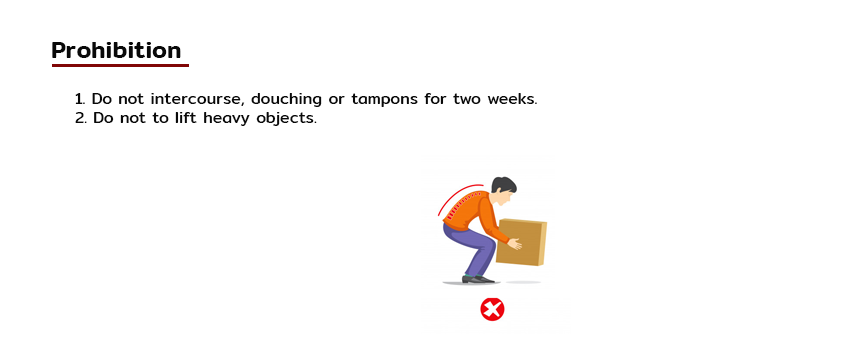 Prohibition
1. Do not intercourse, douching or tampons for two weeks.
2. Do not to lift heavy objects.